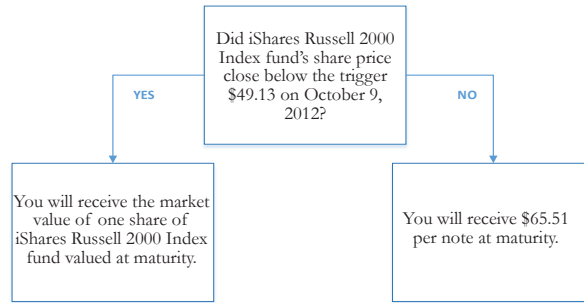 Did iShares Russell 2000
Index fund's share price
close below the trigger
$49.13 on October 9,
2012?
YES
NO
You will receive the market
value of one share of
iShares Russell 2000 Index
fund valued at maturity.
You will receive $65.51
per note at maturity.